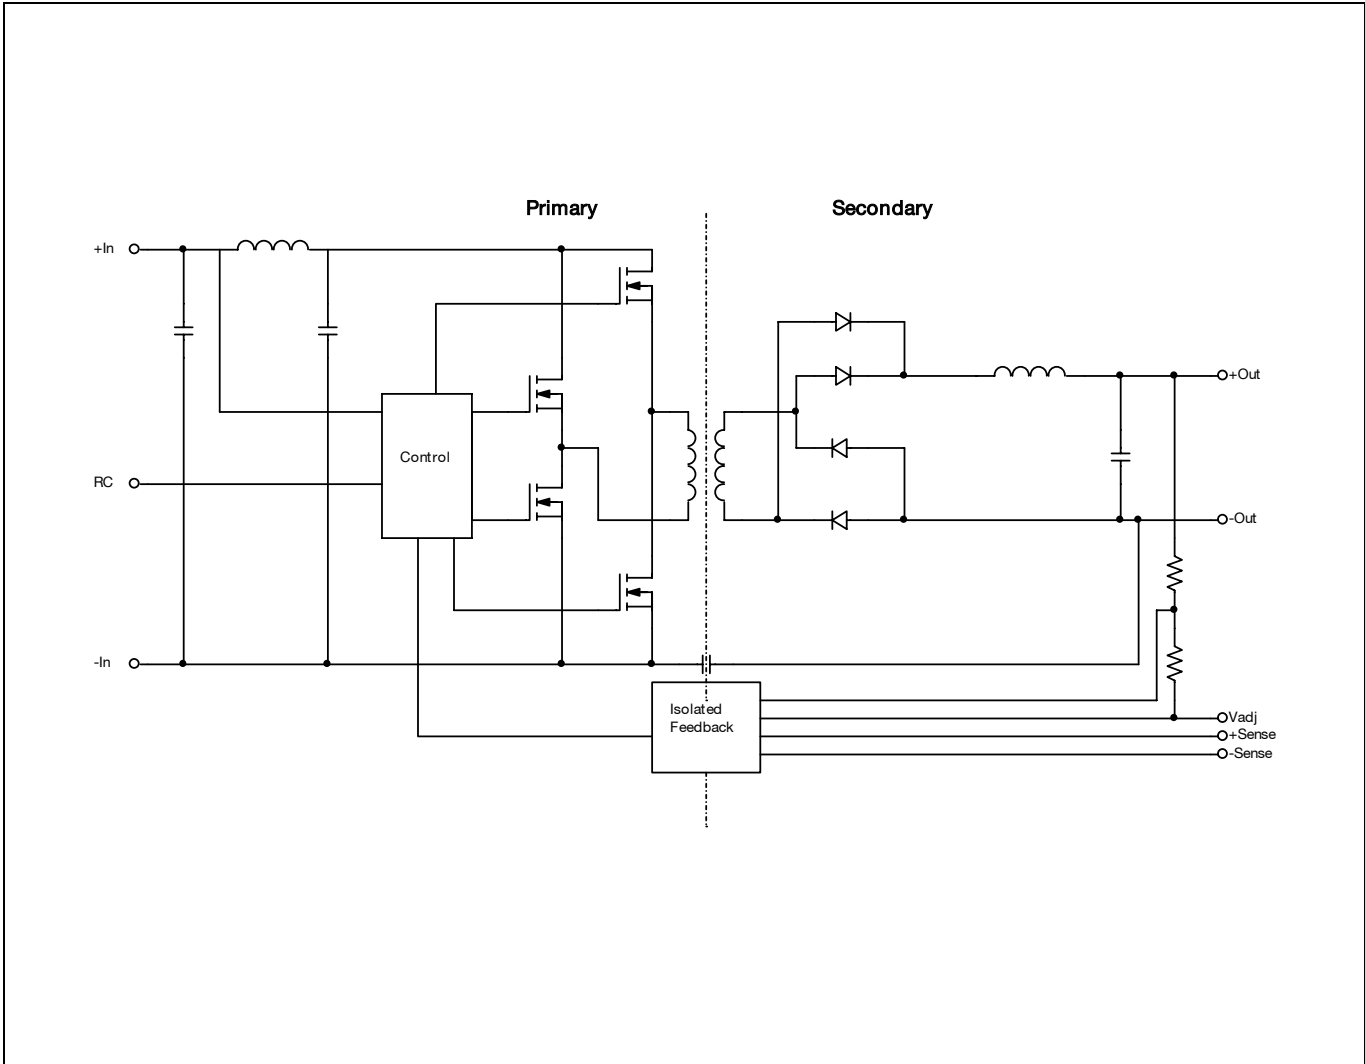 Primary
Secondary
+In
+Out
Control
RC
-Out
-In
Isolated
Feedback
Vadj
+Sense
-Sense